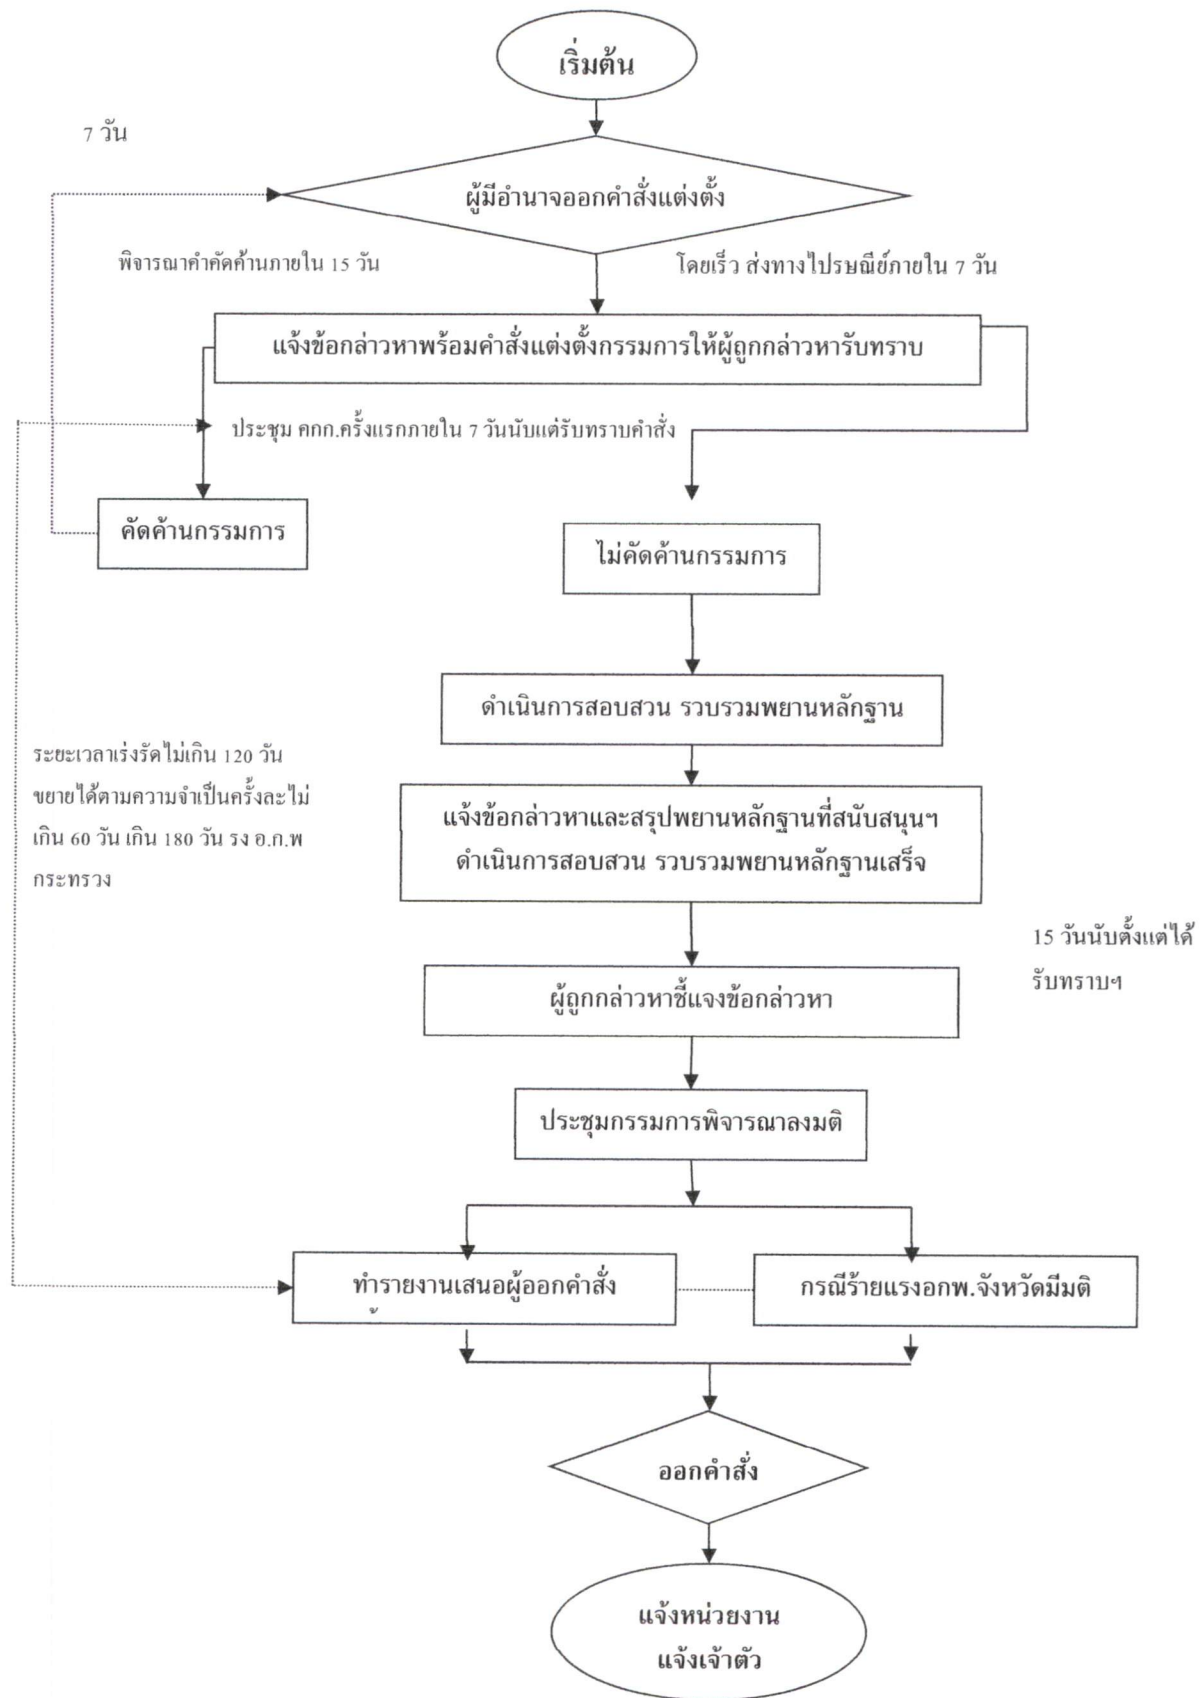 เริ่มต้น
7 วัน
ผู้มีอำนาจออกคำสั่งแต่งตั้ง
พิจารณาคำคัดค้านภายใน 15 วัน
โดยเร็ว ส่งทางไปรษณีย์ภายใน 7 วัน
แจ้งข้อกล่าวหาพร้อมคำสั่งแต่งตั้งกรรมการให้ผู้ถูกกล่าวหารับทราบ
ประชุม คกก.ครั้งแรกภายใน 7 วันนับแต่รับทราบคำสั่ง
คัดค้านกรรมการ
ไม่คัดค้านกรรมการ
ดำเนินการสอบสวน รวบรวมพยานหลักฐาน
ระยะเวลาเร่งรัดไม่เกิน 120 วัน
ขยายได้ตามความจำเป็นครั้งละไม่
เกิน 60 วัน เกิน 180 วัน รง อ.ก.พ
กระทรวง
แจ้งข้อกล่าวหาและสรุปพยานหลักฐานที่สนับสนุนฯ
ดำเนินการสอบสวน รวบรวมพยานหลักฐานเสร็จ
15 วันนับตั้งแต่ได้
รับทราบฯ
ผู้ถูกกล่าวหาชี้แจงข้อกล่าวหา
ประชุมกรรมการพิจารณาลงมติ
ทำรายงานเสนอผู้ออกคำสั่ง
กรณีร้ายแรงอกพ.จังหวัดมีมติ
ออกคำสั่ง
แจ้งหน่วยงาน
แจ้งเจ้าตัว